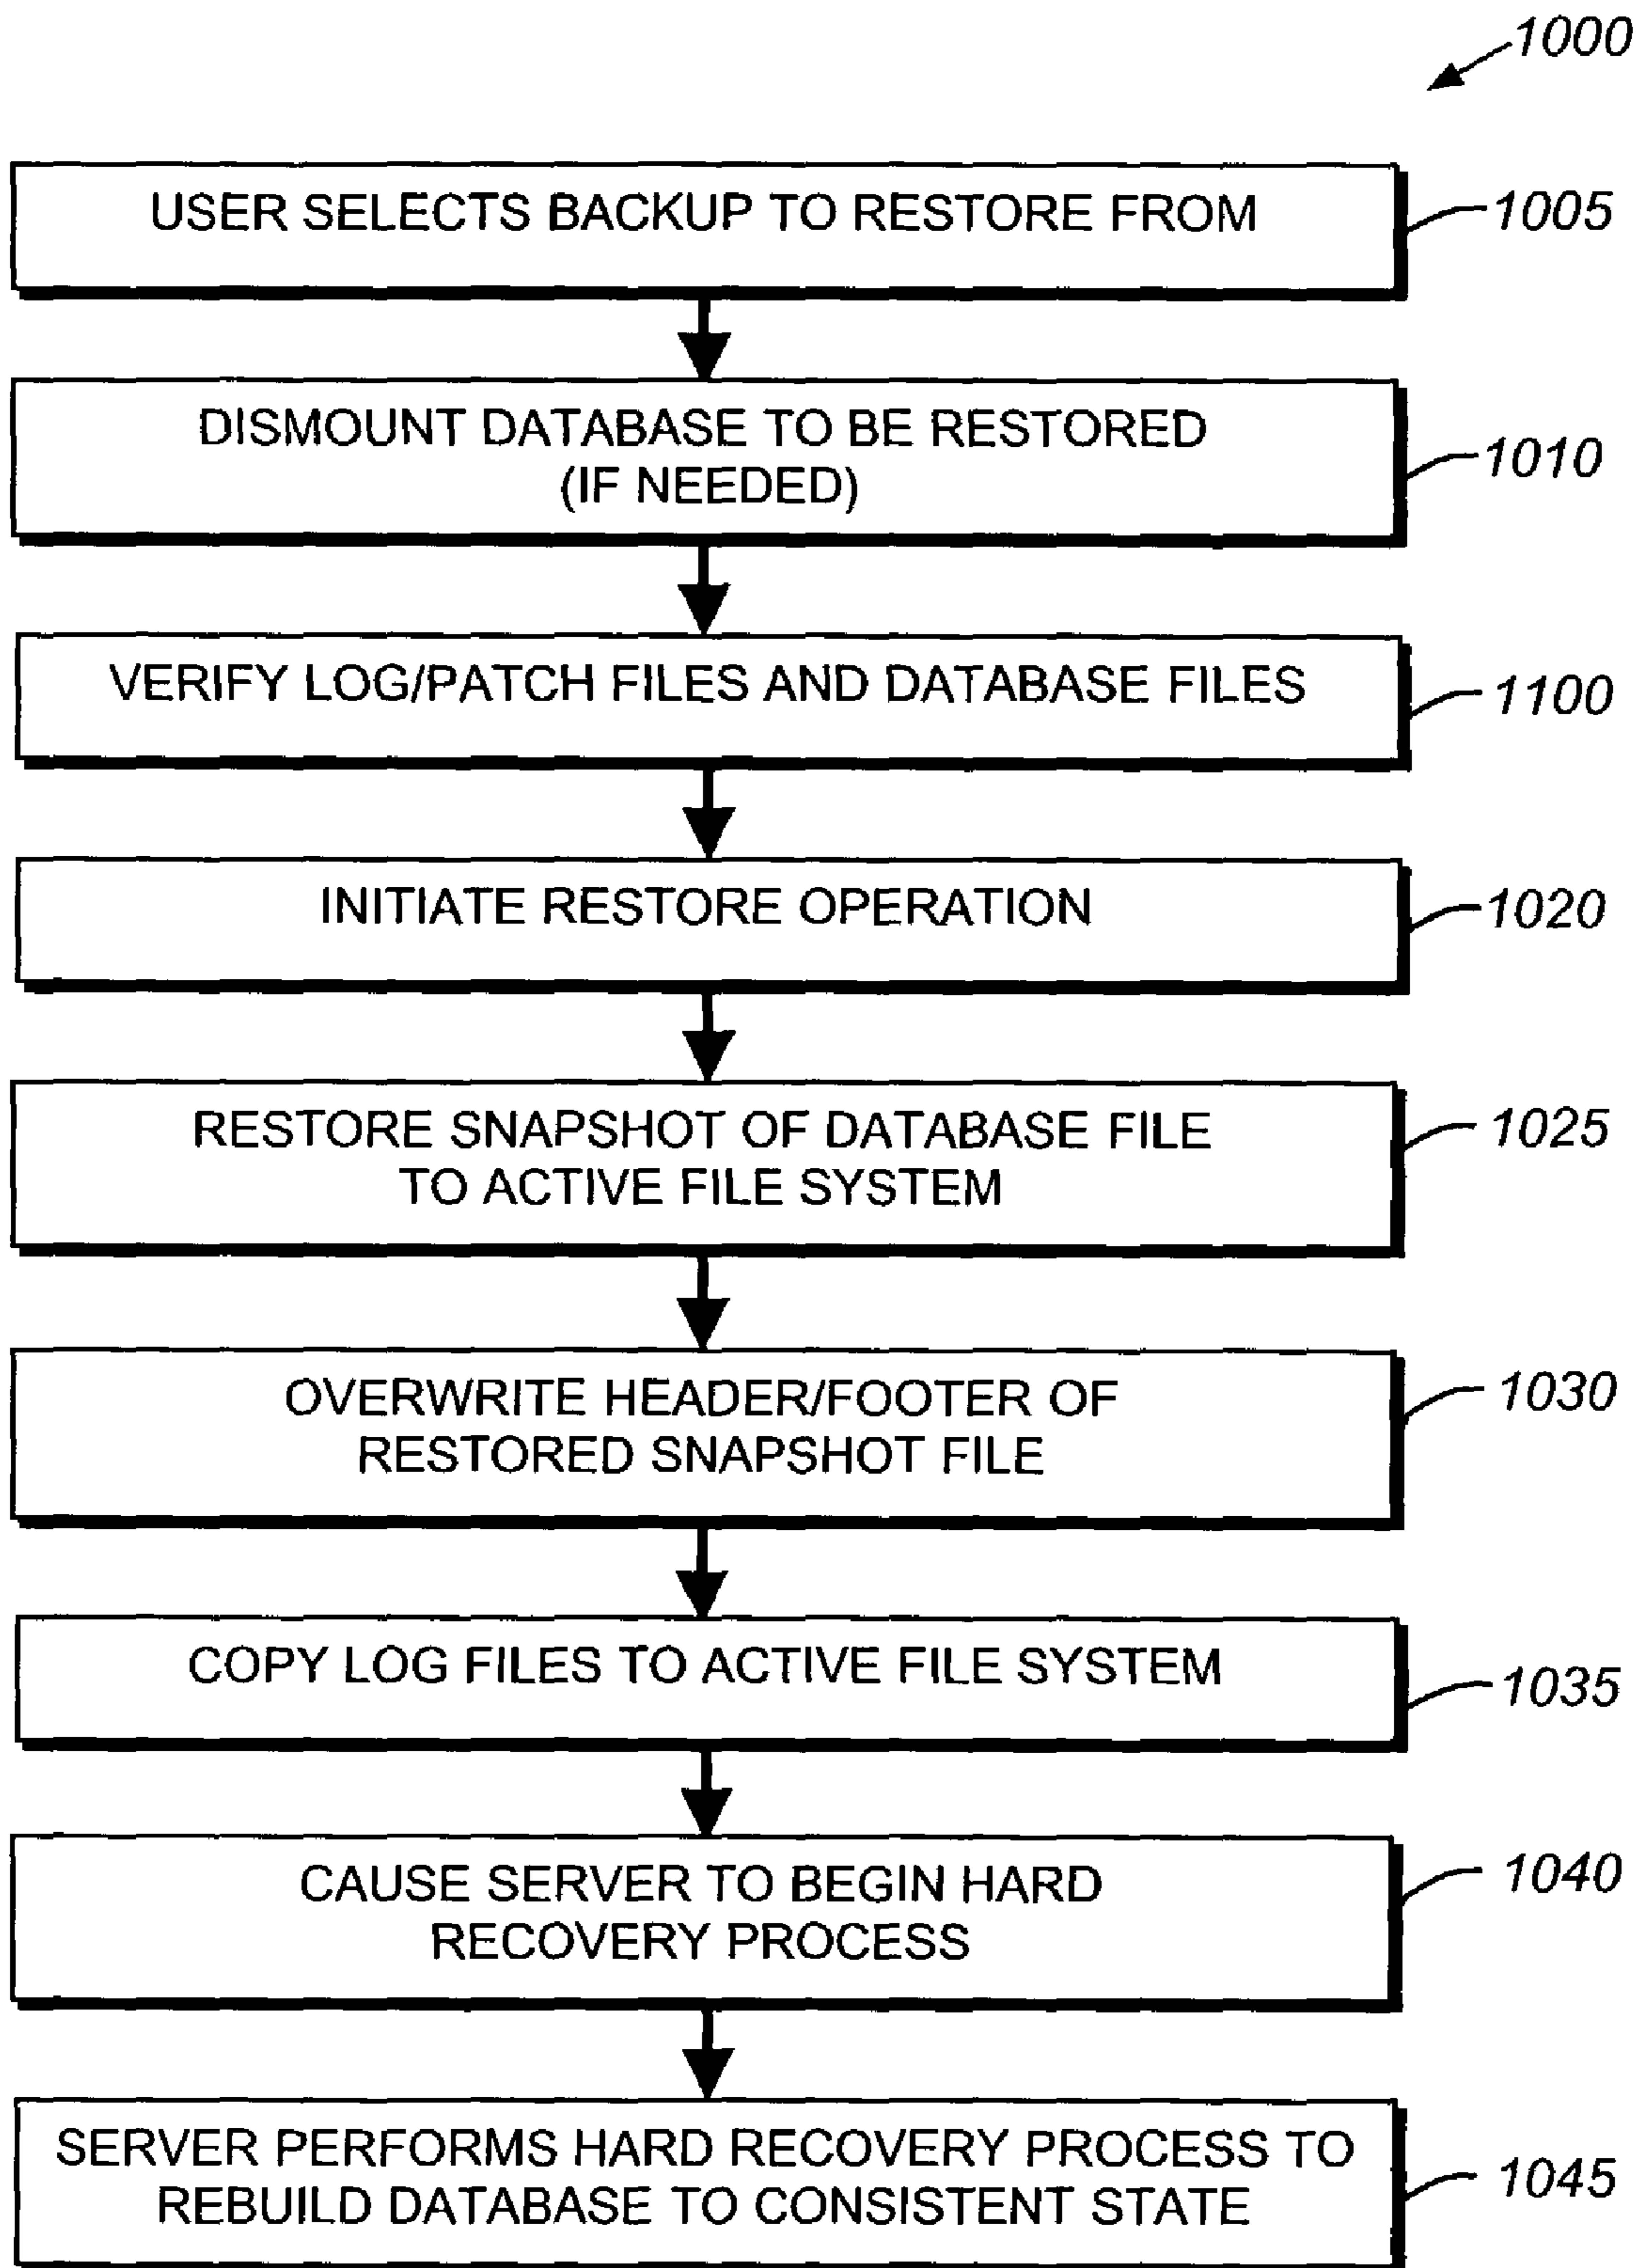 1000
USER SELECTS BACKUP TO RESTORE FROM
1005
DISMOUNT DATABASE TO BE RESTORED
(IF NEEDED)
1010
VERIFY LOG/PATCH FILES AND DATABASE FILES
1100
INITIATE RESTORE OPERATION
1020
RESTORE SNAPSHOT OF DATABASE FILE
TO ACTIVE FILE SYSTEM
1025
OVERWRITE HEADER/FOOTER OF
RESTORED SNAPSHOT FILE
1030
COPY LOG FILES TO ACTIVE FILE SYSTEM
1035
CAUSE SERVER TO BEGIN HARD
RECOVERY PROCESS
1040
SERVER PERFORMS HARD RECOVERY PROCESS TO
REBUILD DATABASE TO CONSISTENT STATE
1045